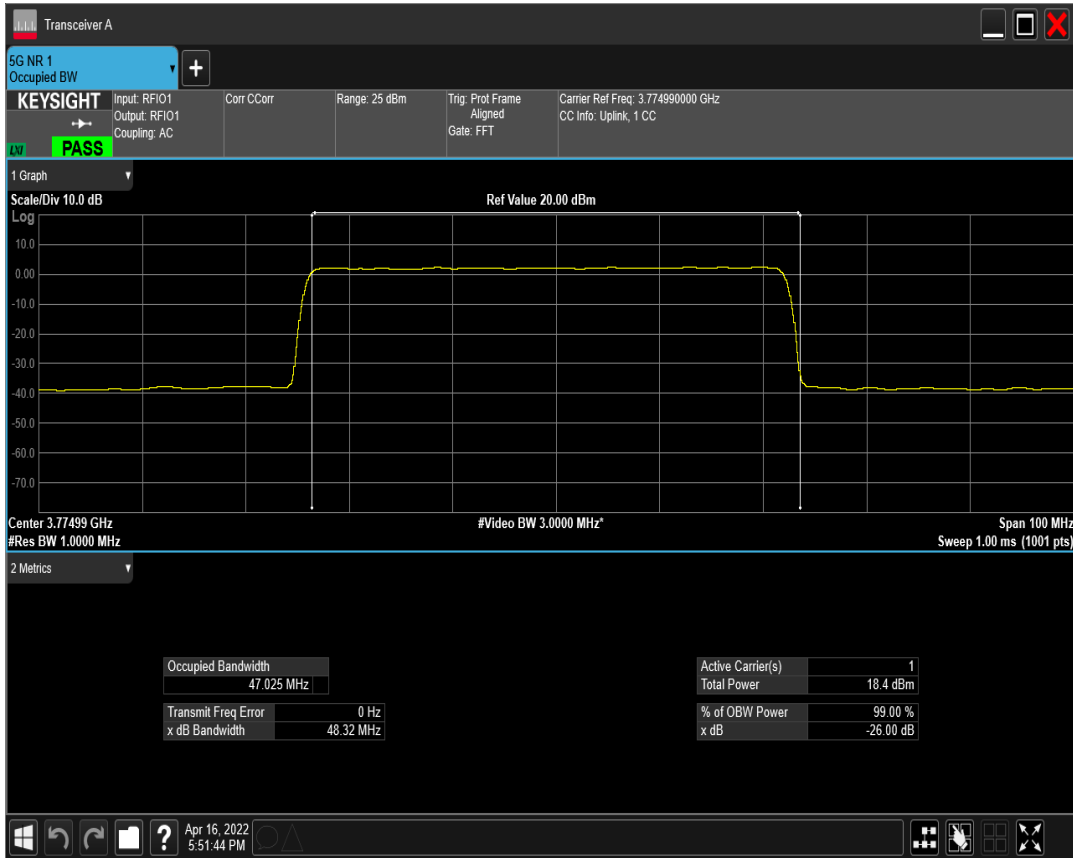 Transceiver A
5G NR 1
Occupied BW
KEYSIGHT
Input: RFIO1
Output: RFIO1
Coupling: AC
Corr CCorr
Range: 25 dBm
Trig: Prot Frame
Aligned
Gate: FFT
Carrier Ref Freq: 3.774990000 GHz
CC Info: Uplink, 1 CC
LXI
PASS
1 Graph
Scale/Div 10.0 dB
Ref Value 20.00 dBm
Log
10.0
0.00
-10.0
-20.0
-30.0
-40.0
-50.0
-60.0
-70.0
Center 3.77499 GHz
#Video BW 3.0000 MHz*
Span 100 MHz
#Res BW 1.0000 MHz
Sweep 1.00 ms (1001 pts)
2 Metrics
Occupied Bandwidth
47.025 MHz
Transmit Freq Error 0 Hz
x dB Bandwidth 48.32 MHz
Active Carrier(s) 1
Total Power 18.4 dBm
% of OBW Power 99.00 %
x dB -26.00 dB
?
Apr 16, 2022
5:51:44 PM